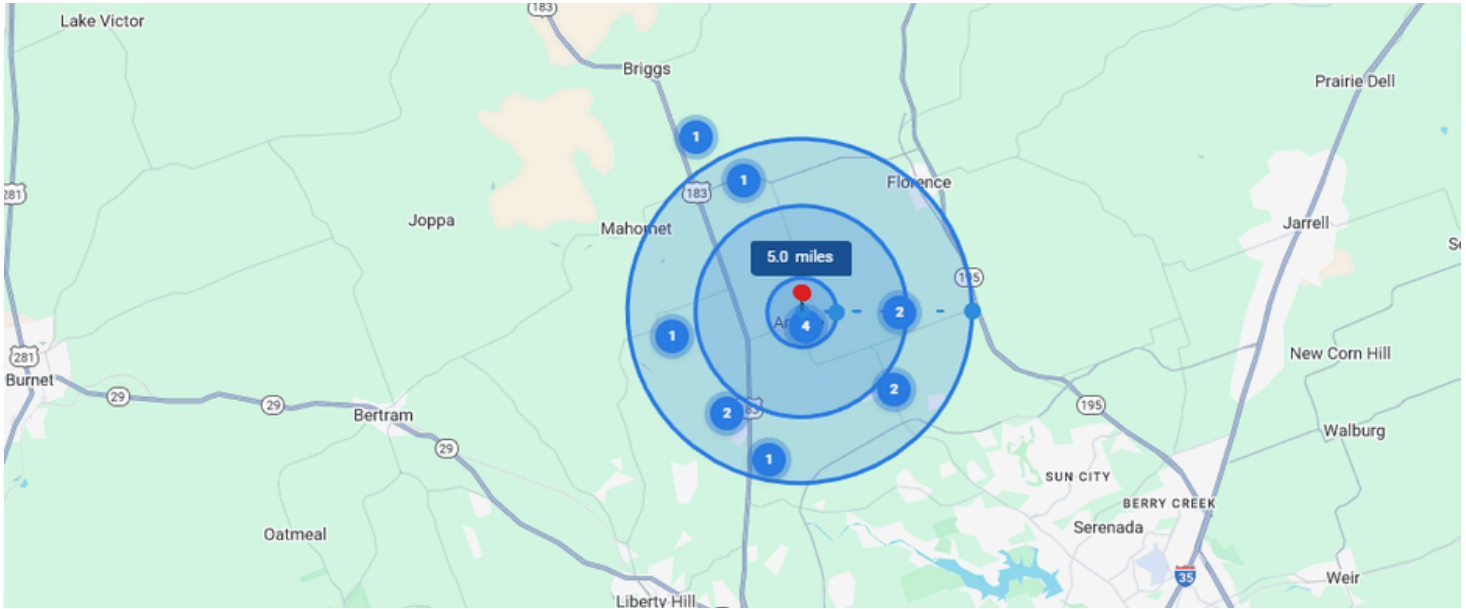 183
Lake Victor
Briggs
Prairie Dell
1
1
Florence
281
183
Joppa
Mahomet
Jarrell
5.0 miles
195
4
2
1
281
New Corn Hill
Burnet
2
29
29
Bertram
2
195
29
Walburg
1
SUN CITY
BERRY CREEK
Oatmeal
Serenada
35
Weir
Liberty Hill